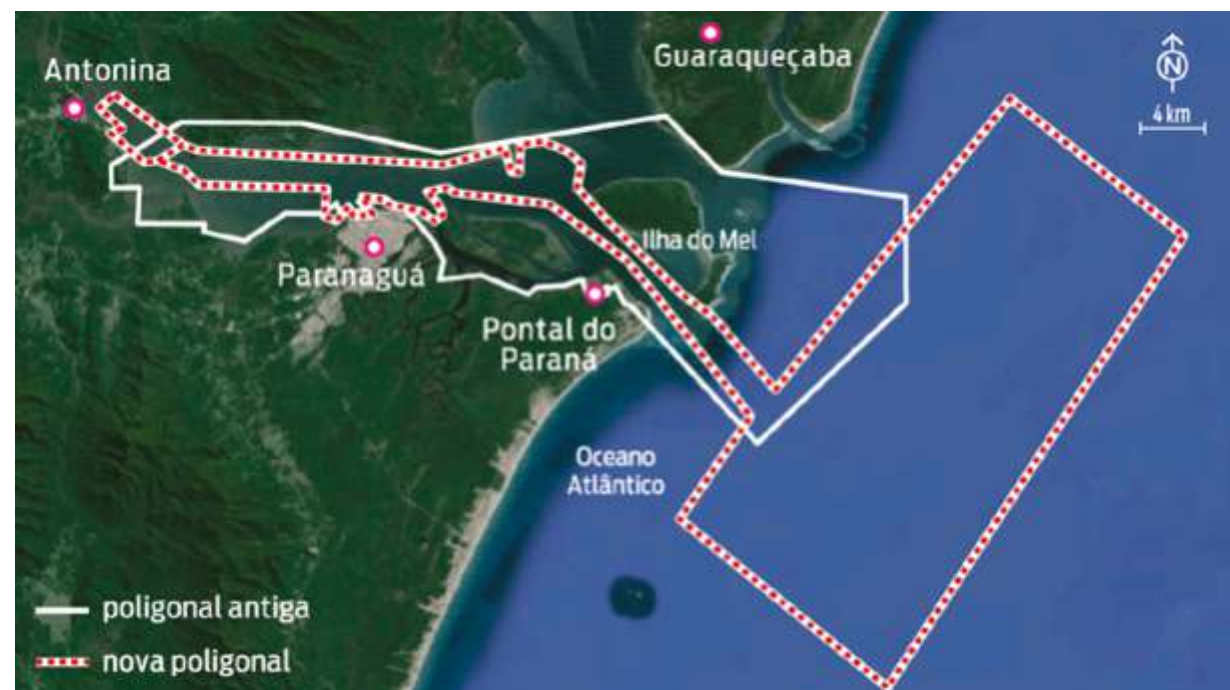 Antonina
Guaraqueçaba
N
4 km
Ilha do Mel
Paranaguá
Pontal do
Paraná
Oceano
Atlântico
poligonal antiga
nova poligonal